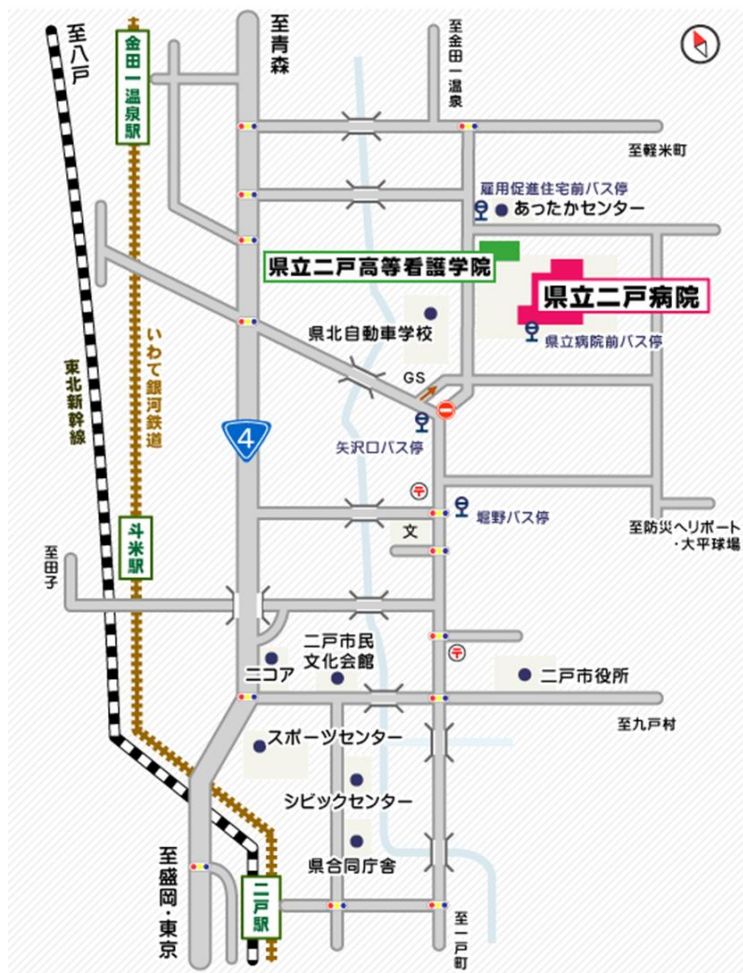 至八戸
金田一温泉駅
至青森
至金田一温泉
至軽米町
雇用促進住宅前バス停
あったかセンター
県立二戸高等看護学院
県立二戸病院
県北自動車学校
県立病院前バス停
いわて銀河鉄道
東北新幹線
GS
4
矢沢口バス停
〒
堀野バス停
文
至防災ヘリポート
・大平球場
斗米駅
至田子
二戸市民
文化会館
〒
ニコア
二戸市役所
至九戸村
スポーツセンター
シビックセンター
県合同庁舎
至盛岡・東京
二戸駅
至一戸町